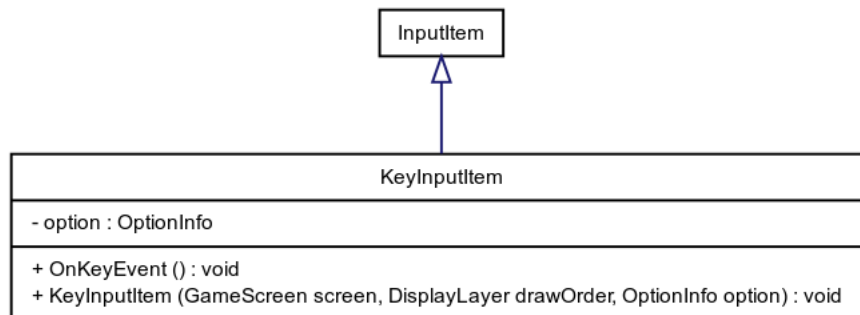 InputItem
KeyInputItem
- option : OptionInfo
+ OnKeyEvent () : void
+ KeyInputItem (GameScreen screen, DisplayLayer drawOrder, OptionInfo option) : void